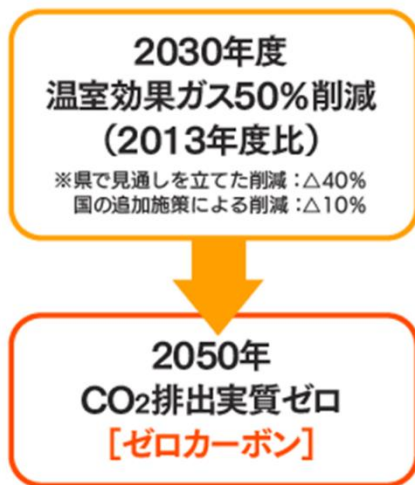 2030年度
温室効果ガス50%削減
（2013年度比）
※県で見通しを立てた削減：△40%
国の追加施策による削減：△10%
2050年
CO2排出実質ゼロ
［ゼロカーボン］